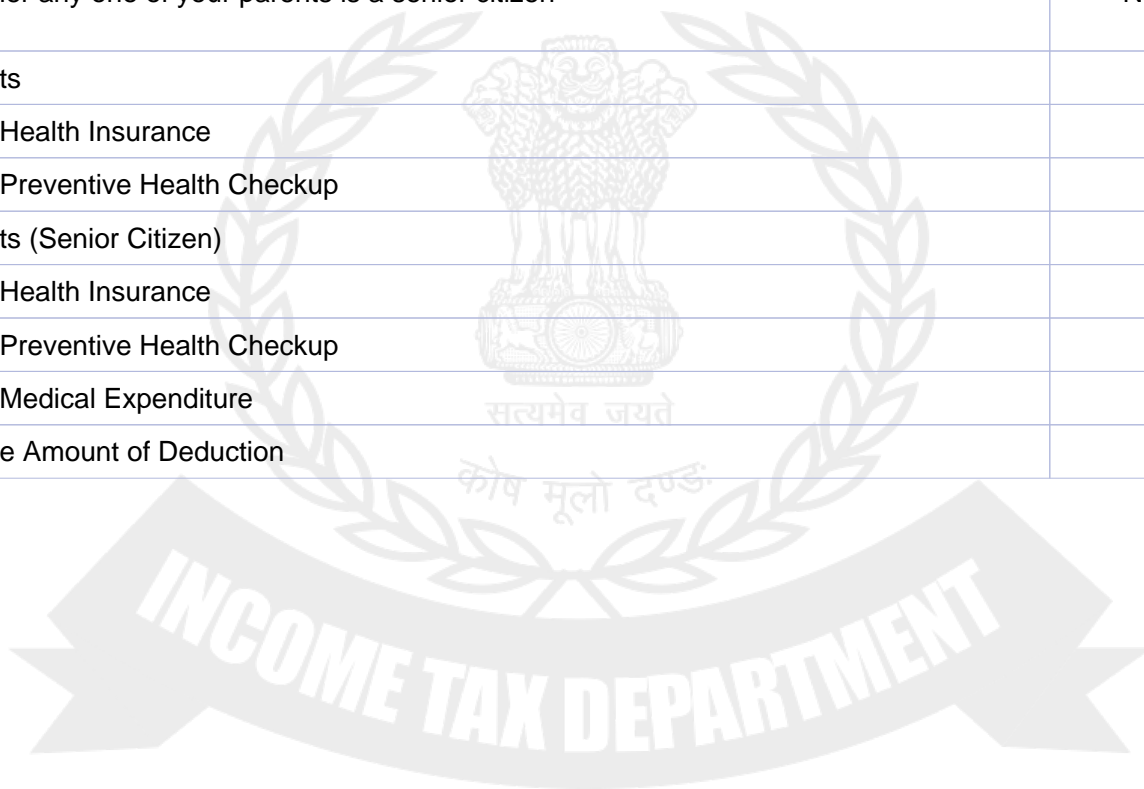 for any one of your parents is a senior citizen
ts
Health Insurance
Preventive Health Checkup
ts (Senior Citizen)
Health Insurance
Preventive Health Checkup
Medical Expenditure
e Amount of Deduction
सत्यमेव जयते
कोष मूलो दण्डः
INCOME TAX DEPARTMENT